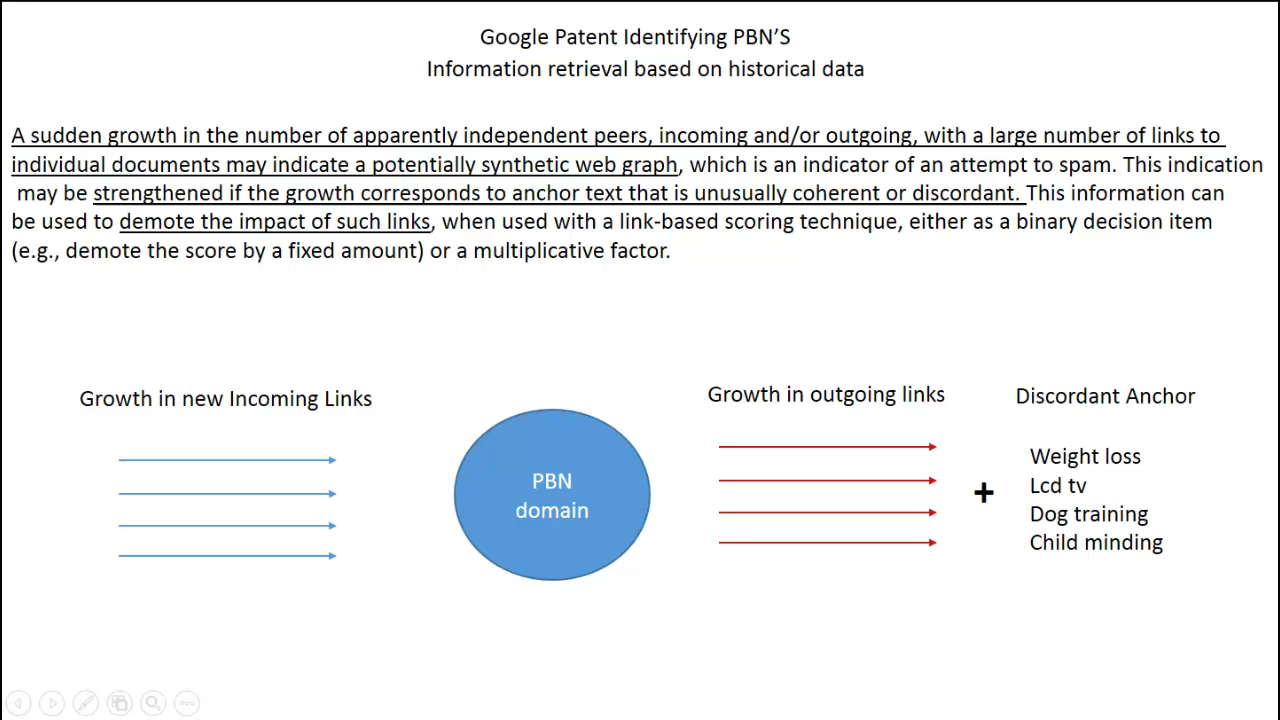 Google Patent Identifying PBN'S
Information retrieval based on historical data
A sudden growth in the number of apparently independent peers, incoming and/or outgoing, with a large number of links to
individual documents may indicate a potentially synthetic web graph, which is an indicator of an attempt to spam. This indication
may be strengthened if the growth corresponds to anchor text that is unusually coherent or discordant. This information can
be used to demote the impact of such links, when used with a link-based scoring technique, either as a binary decision item
(e.g., demote the score by a fixed amount) or a multiplicative factor.
Growth in new Incoming Links
PBN
domain
Growth in outgoing links
+
Discordant Anchor
Weight loss
Lcd tv
Dog training
Child minding